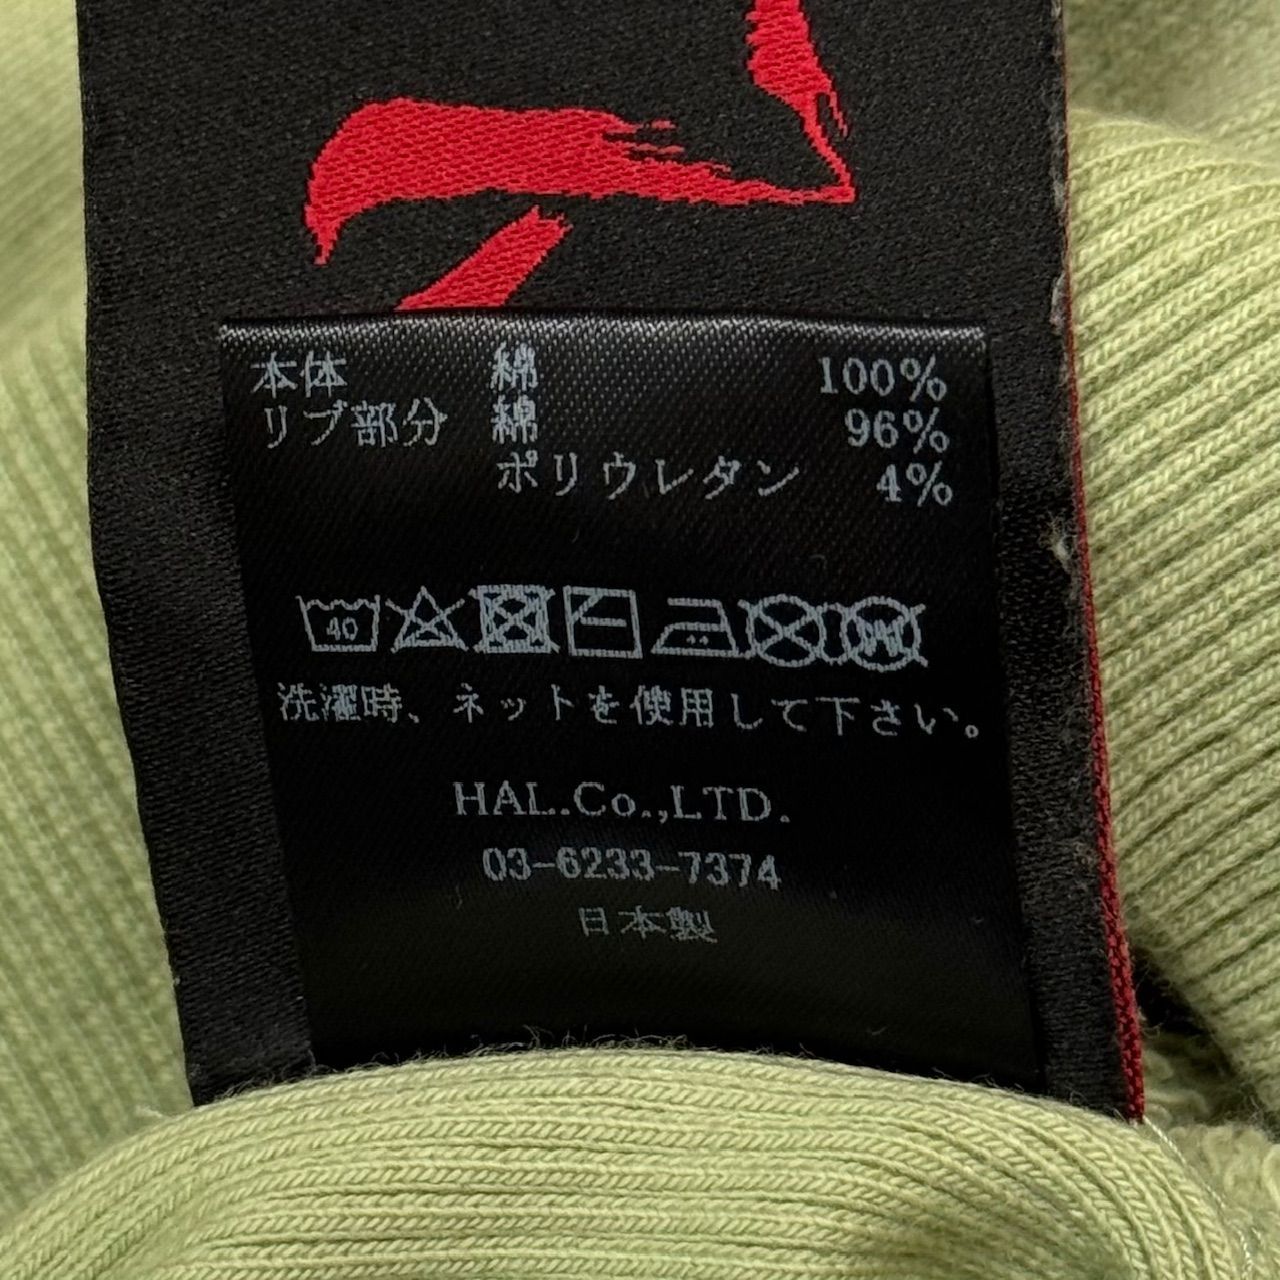 本体 綿 100%
リブ部分 綿 96%
ポリウレタン 4%
40
洗濯時、ネットを使用して下さい。
HAL.Co.,LTD.
03-6233-7374
日本製